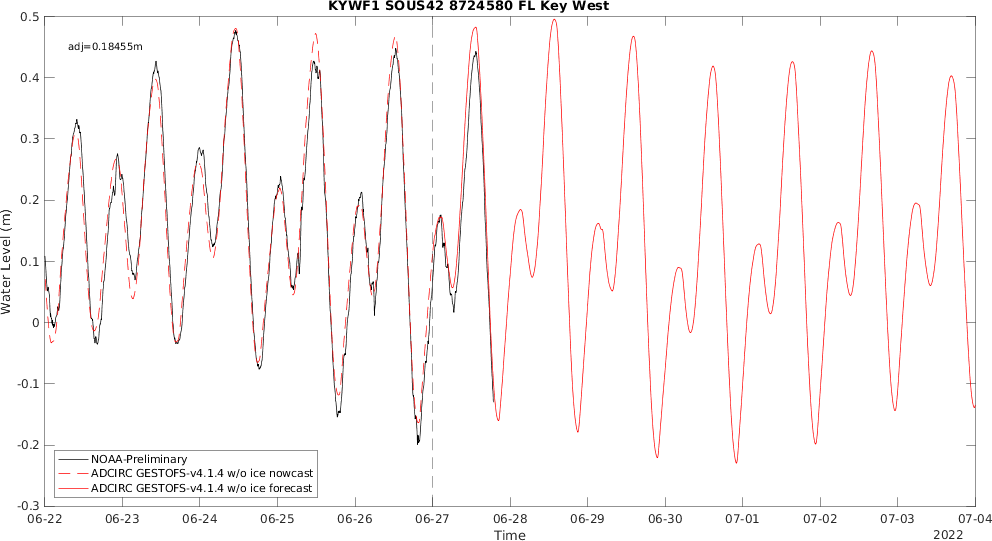 KYWF1 SOUS42 8724580 FL Key West
0.5
adj=0.18455m
0.4
0.3
0.2
0.1
0
-0.1
-0.2
-0.3
Water Level (m)
NOAA-Preliminary
ADCIRC GESTOFS-v4.1.4 w/o ice nowcast
ADCIRC GESTOFS-v4.1.4 w/o ice forecast
06-22 06-23 06-24 06-25 06-26 06-27 06-28 06-29 06-30 07-01 07-02 07-03 07-04
Time
2022